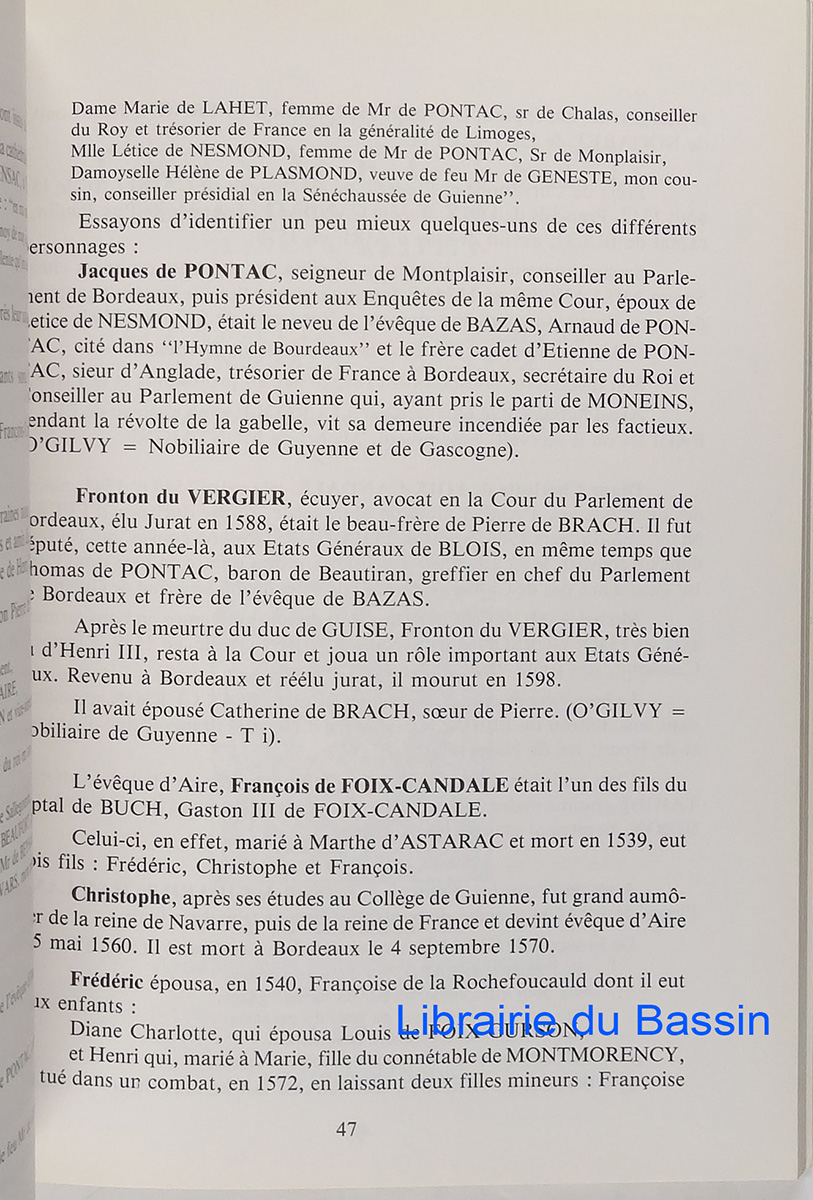 Dame Marie de LAHET, femme de Mr de PONTAC, sr de Chalas, conseiller
du Roy et trésorier de France en la généralité de Limoges,
Mlle Létice de NESMOND, femme de Mr de PONTAC, Sr de Monplaisir,
Damoyselle Hélène de PLASMOND, veuve de feu Mr de GENESTE, mon cou-
sin, conseiller présidial en la Sénéchaussée de Guienne”.
Essayons d’identifier un peu mieux quelques-uns de ces différents
ersonnages :
Jacques de PONTAC, seigneur de Montplaisir, conseiller au Parle-
ment de Bordeaux, puis président aux Enquêtes de la même Cour, époux de
etice de NESMOND, était le neveu de l’évêque de BAZAS, Arnaud de PON-
TAC, cité dans “l’Hymne de Bourdeaux” et le frère cadet d’Etienne de PON-
TAC, sieur d’Anglade, trésorier de France à Bordeaux, secrétaire du Roi et
onseiller au Parlement de Guienne qui, ayant pris le parti de MONEINS,
endant la révolte de la gabelle, vit sa demeure incendiée par les factieux.
O’GILVY = Nobiliaire de Guyenne et de Gascogne).
Fronton du VERGIER, écuyer, avocat en la Cour du Parlement de
ordeaux, élu Jurat en 1588, était le beau-frère de Pierre de BRACH. Il fut
éputé, cette année-là, aux Etats Généraux de BLOIS, en même temps que
homas de PONTAC, baron de Beautiran, greffier en chef du Parlement
e Bordeaux et frère de l’évêque de BAZAS.
Après le meurtre du duc de GUISE, Fronton du VERGIER, très bien
d’Henri III, resta à la Cour et joua un rôle important aux Etats Géné-
ux. Revenu à Bordeaux et réélu jurat, il mourut en 1598.
Il avait épousé Catherine de BRACH, sœur de Pierre. (O’GILVY =
obiliaire de Guyenne - T i).
L’évêque d’Aire, François de FOIX-CANDALE était l’un des fils du
ptal de BUCH, Gaston III de FOIX-CANDALE.
Celui-ci, en effet, marié à Marthe d’ASTARAC et mort en 1539, eut
ois fils : Frédéric, Christophe et François.
Christophe, après ses études au Collège de Guienne, fut grand aumô-
er de la reine de Navarre, puis de la reine de France et devint évêque d’Aire
5 mai 1560. Il est mort à Bordeaux le 4 septembre 1570.
Frédéric épousa, en 1540, Françoise de la Rochefoucauld dont il eut
ux enfants :
Diane Charlotte, qui épousa Louis de FOIX GURSON,
et Henri qui, marié à Marie, fille du connétable de MONTMORENCY,
tué dans un combat, en 1572, en laissant deux filles mineurs : Françoise
Librairie du Bassin
47